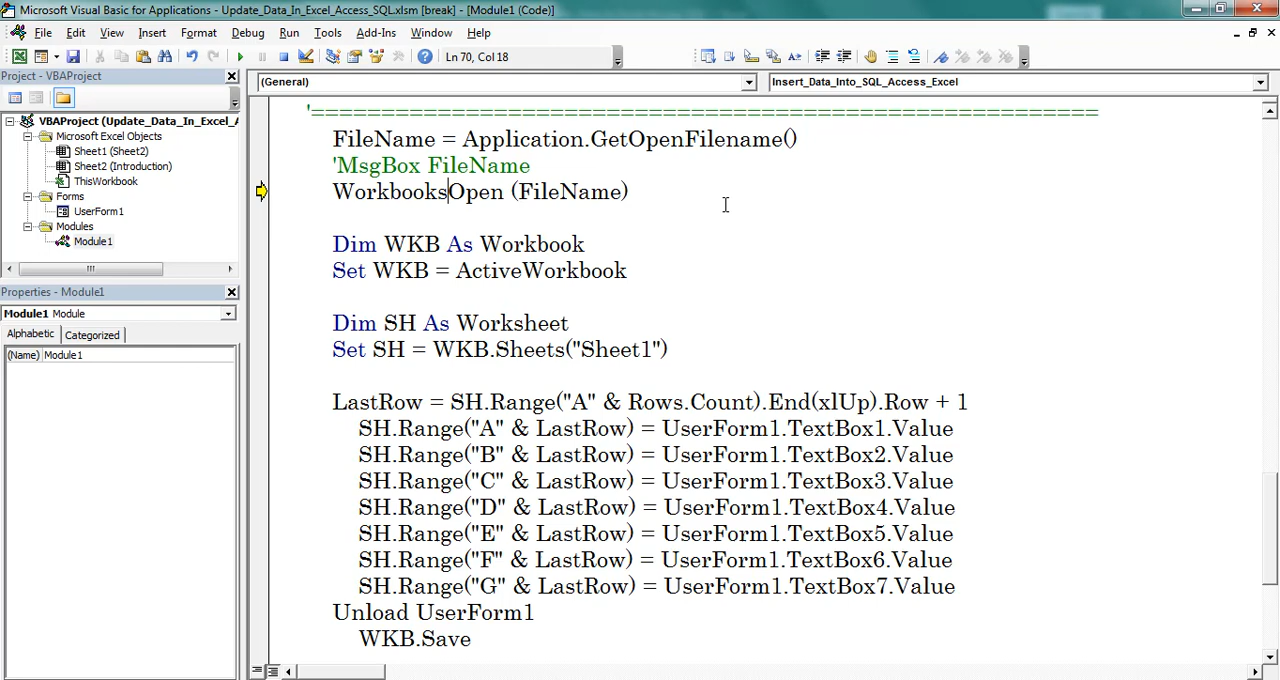 Microsoft Visual Basic for Applications - Update_Data_In_Excel_Access_SQL.xlsm [break] - [Module1 (Code)]
File Edit View Insert Format Debug Run Tools Add-Ins Window Help
Ln 70, Col 18
Project - VBAProject
(General)
Insert_Data_Into_SQL_Access_Excel
VBAProject (Update_Data_In_Excel_A
Microsoft Excel Objects
Sheet1 (Sheet2)
Sheet2 (Introduction)
ThisWorkbook
Forms
UserForm1
Modules
Module1
Properties - Module1
Module1 Module
Alphabetic Categorized
(Name) Module1
'==========================================================
FileName = Application.GetOpenFilename()
'MsgBox FileName
WorkbooksOpen (FileName)
Dim WKB As Workbook
Set WKB = ActiveWorkbook
Dim SH As Worksheet
Set SH = WKB.Sheets("Sheet1")
LastRow = SH.Range("A" & Rows.Count).End(xlUp).Row + 1
SH.Range("A" & LastRow) = UserForm1.TextBox1.Value
SH.Range("B" & LastRow) = UserForm1.TextBox2.Value
SH.Range("C" & LastRow) = UserForm1.TextBox3.Value
SH.Range("D" & LastRow) = UserForm1.TextBox4.Value
SH.Range("E" & LastRow) = UserForm1.TextBox5.Value
SH.Range("F" & LastRow) = UserForm1.TextBox6.Value
SH.Range("G" & LastRow) = UserForm1.TextBox7.Value
Unload UserForm1
WKB.Save